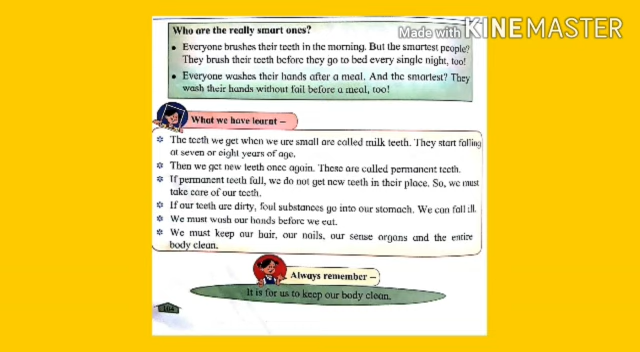 Made with KINEMASTER
Who are the really smart ones?
• Everyone brushes their teeth in the morning. But the smartest people?
They brush their teeth before they go to bed every single night, too!
• Everyone washes their hands after a meal. And the smartest? They
wash their hands without fail before a meal, too!
What we have learnt –
✲ The teeth we get when we are small are called milk teeth. They start falling
at seven or eight years of age.
✲ Then we get new teeth once again. These are called permanent teeth.
✲ If permanent teeth fall, we do not get new teeth in their place. So, we must
take care of our teeth.
✲ If our teeth are dirty, foul substances go into our stomach. We can fall ill.
✲ We must wash our hands before we eat.
✲ We must keep our hair, our nails, our sense organs and the entire
body clean.
Always remember –
It is for us to keep our body clean.
104